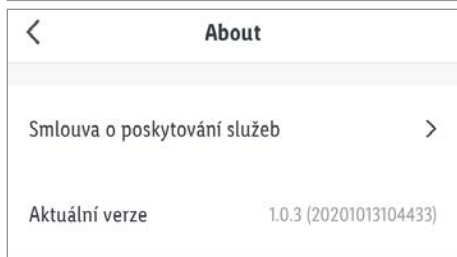 About
Smlouva o poskytování služeb
Aktuální verze 1.0.3 (20201013104433)